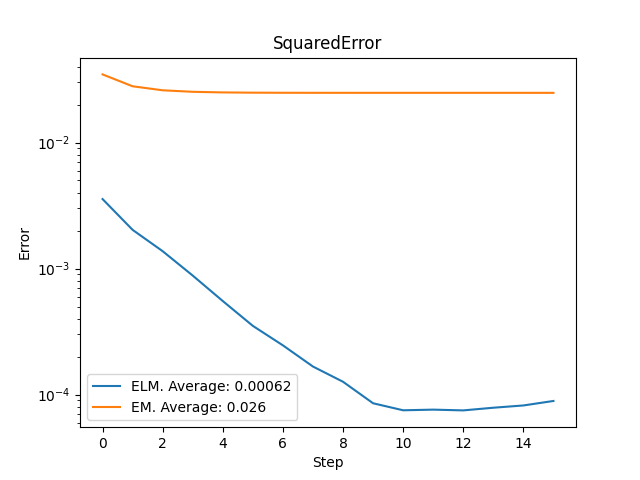 SquaredError
Error
10⁻²
10⁻³
10⁻⁴
ELM. Average: 0.00062
EM. Average: 0.026
0 2 4 6 8 10 12 14
Step